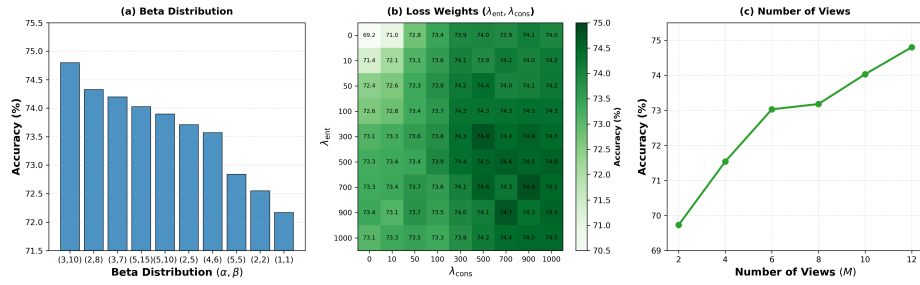 (a) Beta Distribution
Accuracy (%)
75.5
75.0
74.5
74.0
73.5
73.0
72.5
72.0
71.5
(3,10) (2,8) (3,7) (5,15) (5,10) (2,5) (4,6) (5,5) (2,2) (1,1)
Beta Distribution (α, β)
(b) Loss Weights (λent, λcons)
λent
0 69.2 71.0 72.8 73.4 73.9 74.0 73.9 74.1 74.0
10 71.4 72.1 73.1 73.6 74.1 73.9 74.2 74.0 74.2
50 72.4 72.6 73.3 73.8 74.2 74.4 74.0 74.1 74.2
100 72.6 72.8 73.4 73.7 74.3 74.3 74.3 74.3 74.5
300 73.1 73.3 73.6 73.8 74.3 74.8 74.4 74.6 74.5
500 73.3 73.4 73.4 73.9 74.6 74.5 74.6 74.5 74.6
700 73.3 73.4 73.7 73.6 74.1 74.6 74.3 74.8 74.5
900 73.4 73.1 73.7 73.5 74.0 74.1 74.7 74.3 74.5
1000 73.1 73.3 73.5 73.3 73.8 74.2 74.4 74.5 74.5
0 10 50 100 300 500 700 900 1000
λcons
75.0
74.5
74.0
73.5
73.0
72.5
72.0
71.5
71.0
70.5
Accuracy (%)
(c) Number of Views
Accuracy (%)
75
74
73
72
71
70
69
2 4 6 8 10 12
Number of Views (M)